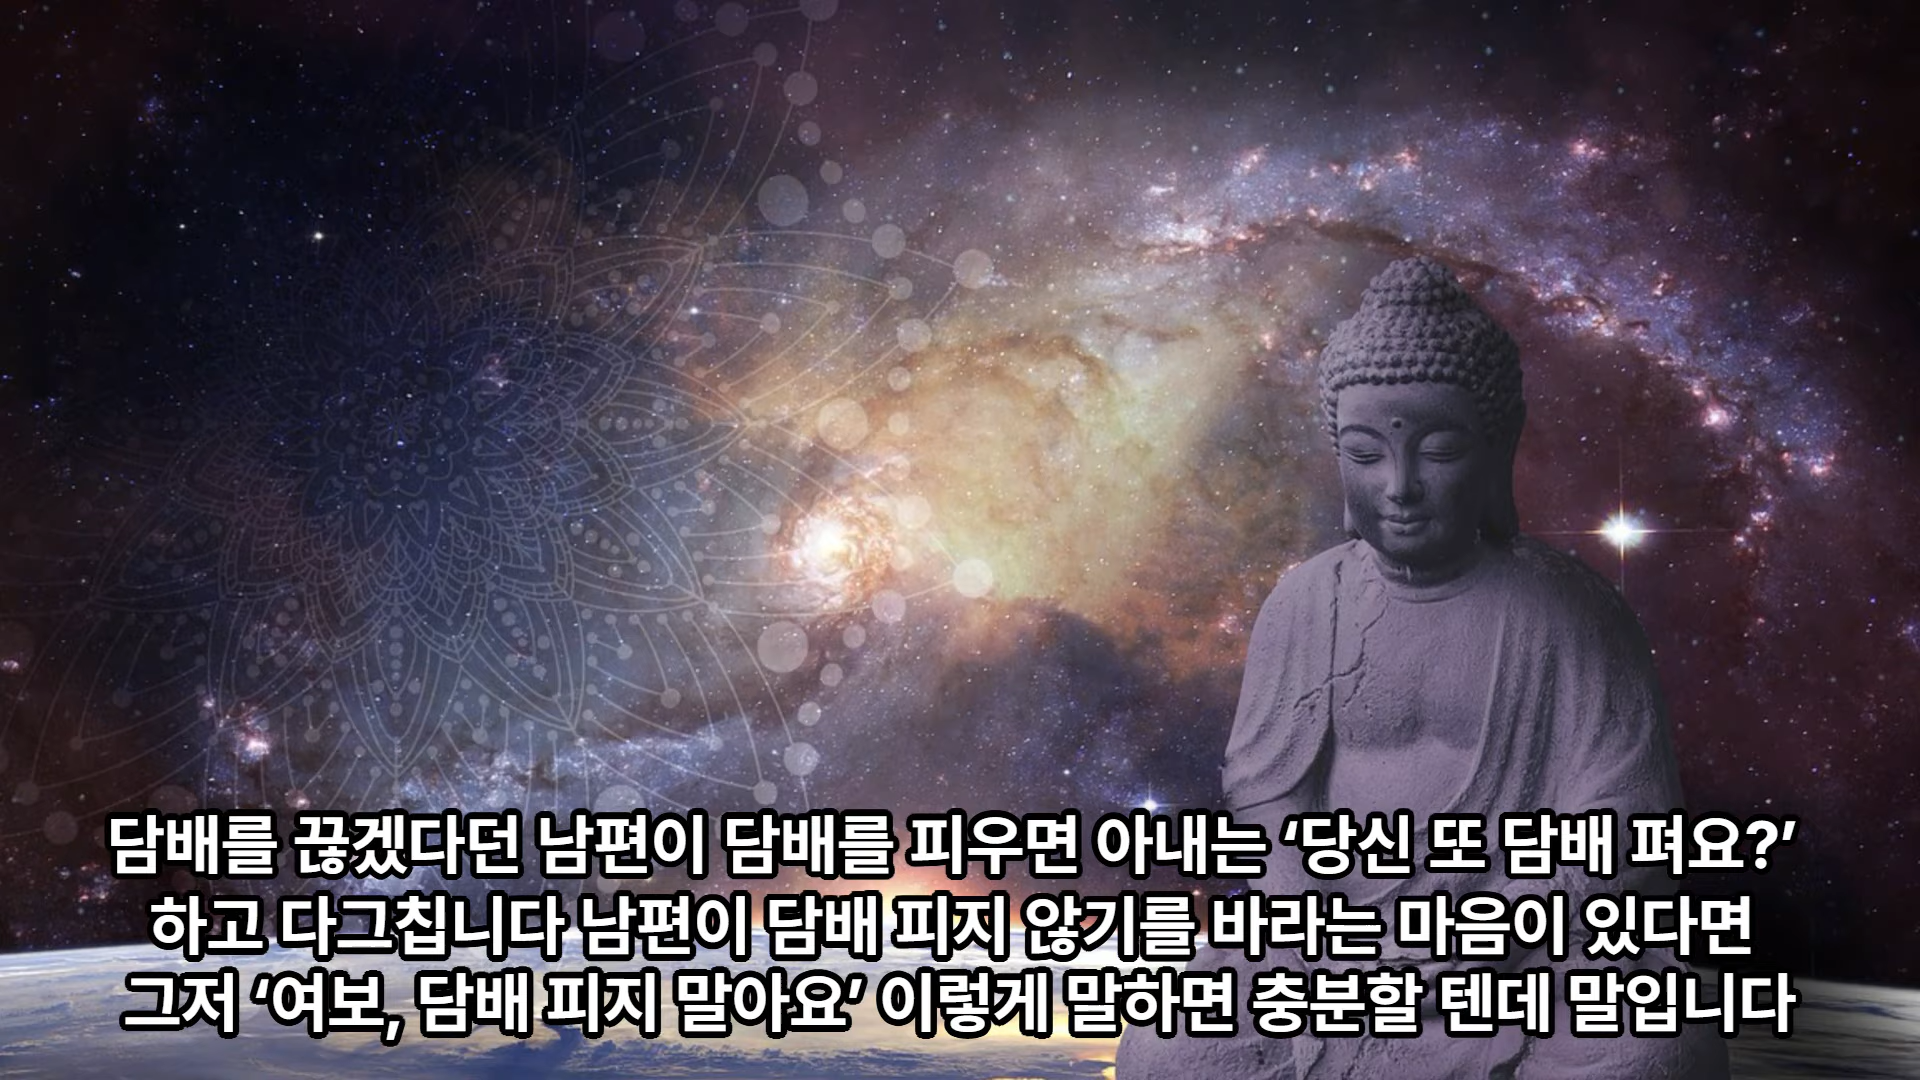 담배를 끊겠다던 남편이 담배를 피우면 아내는 ‘당신 또 담배 펴요?’
하고 다그칩니다 남편이 담배 피지 않기를 바라는 마음이 있다면
그저 ‘여보, 담배 피지 말아요’ 이렇게 말하면 충분할 텐데 말입니다